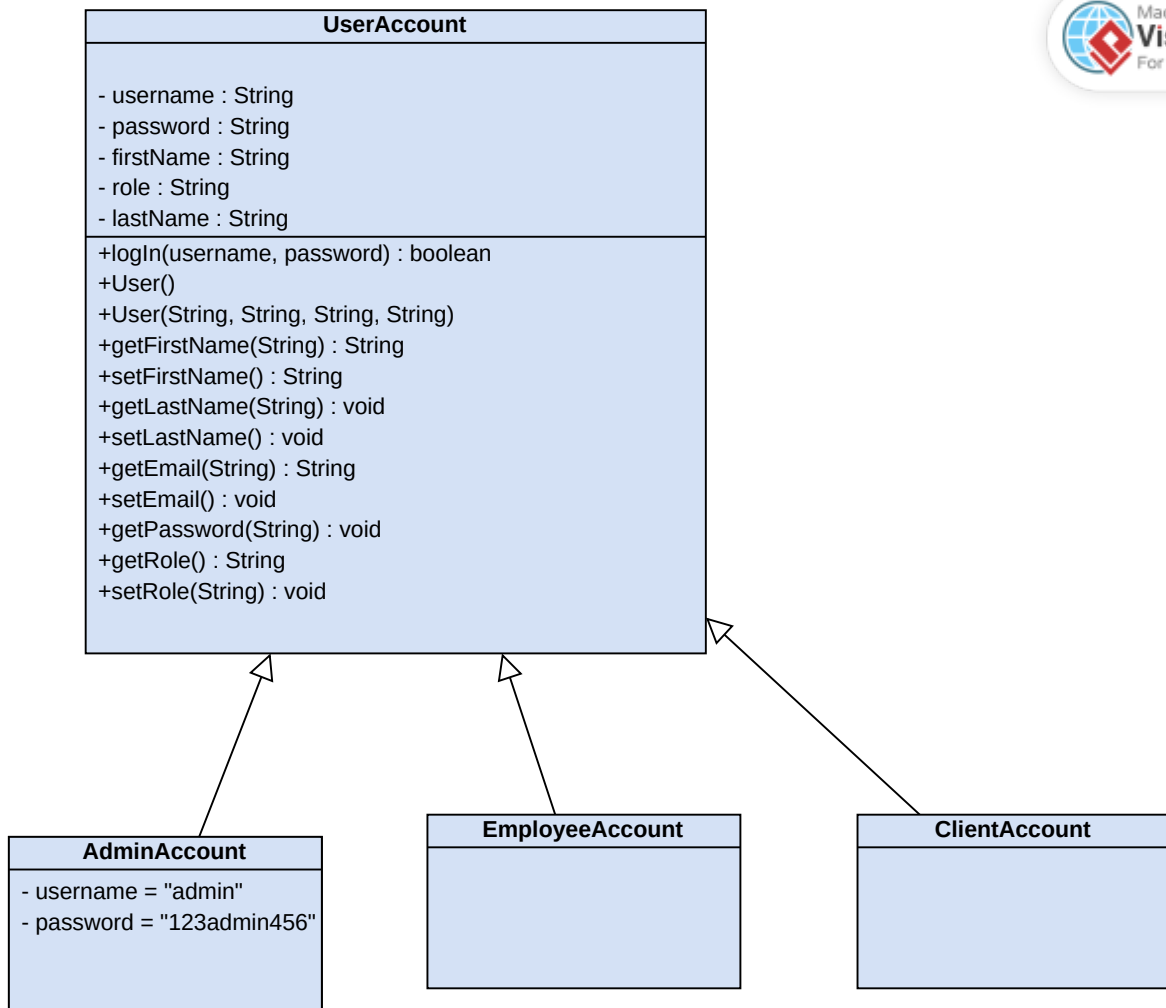 UserAccount
- username : String
- password : String
- firstName : String
- role : String
- lastName : String
+logIn(username, password) : boolean
+User()
+User(String, String, String, String)
+getFirstName(String) : String
+setFirstName() : String
+getLastName(String) : void
+setLastName() : void
+getEmail(String) : String
+setEmail() : void
+getPassword(String) : void
+getRole() : String
+setRole(String) : void
AdminAccount
- username = "admin"
- password = "123admin456"
EmployeeAccount
ClientAccount
For